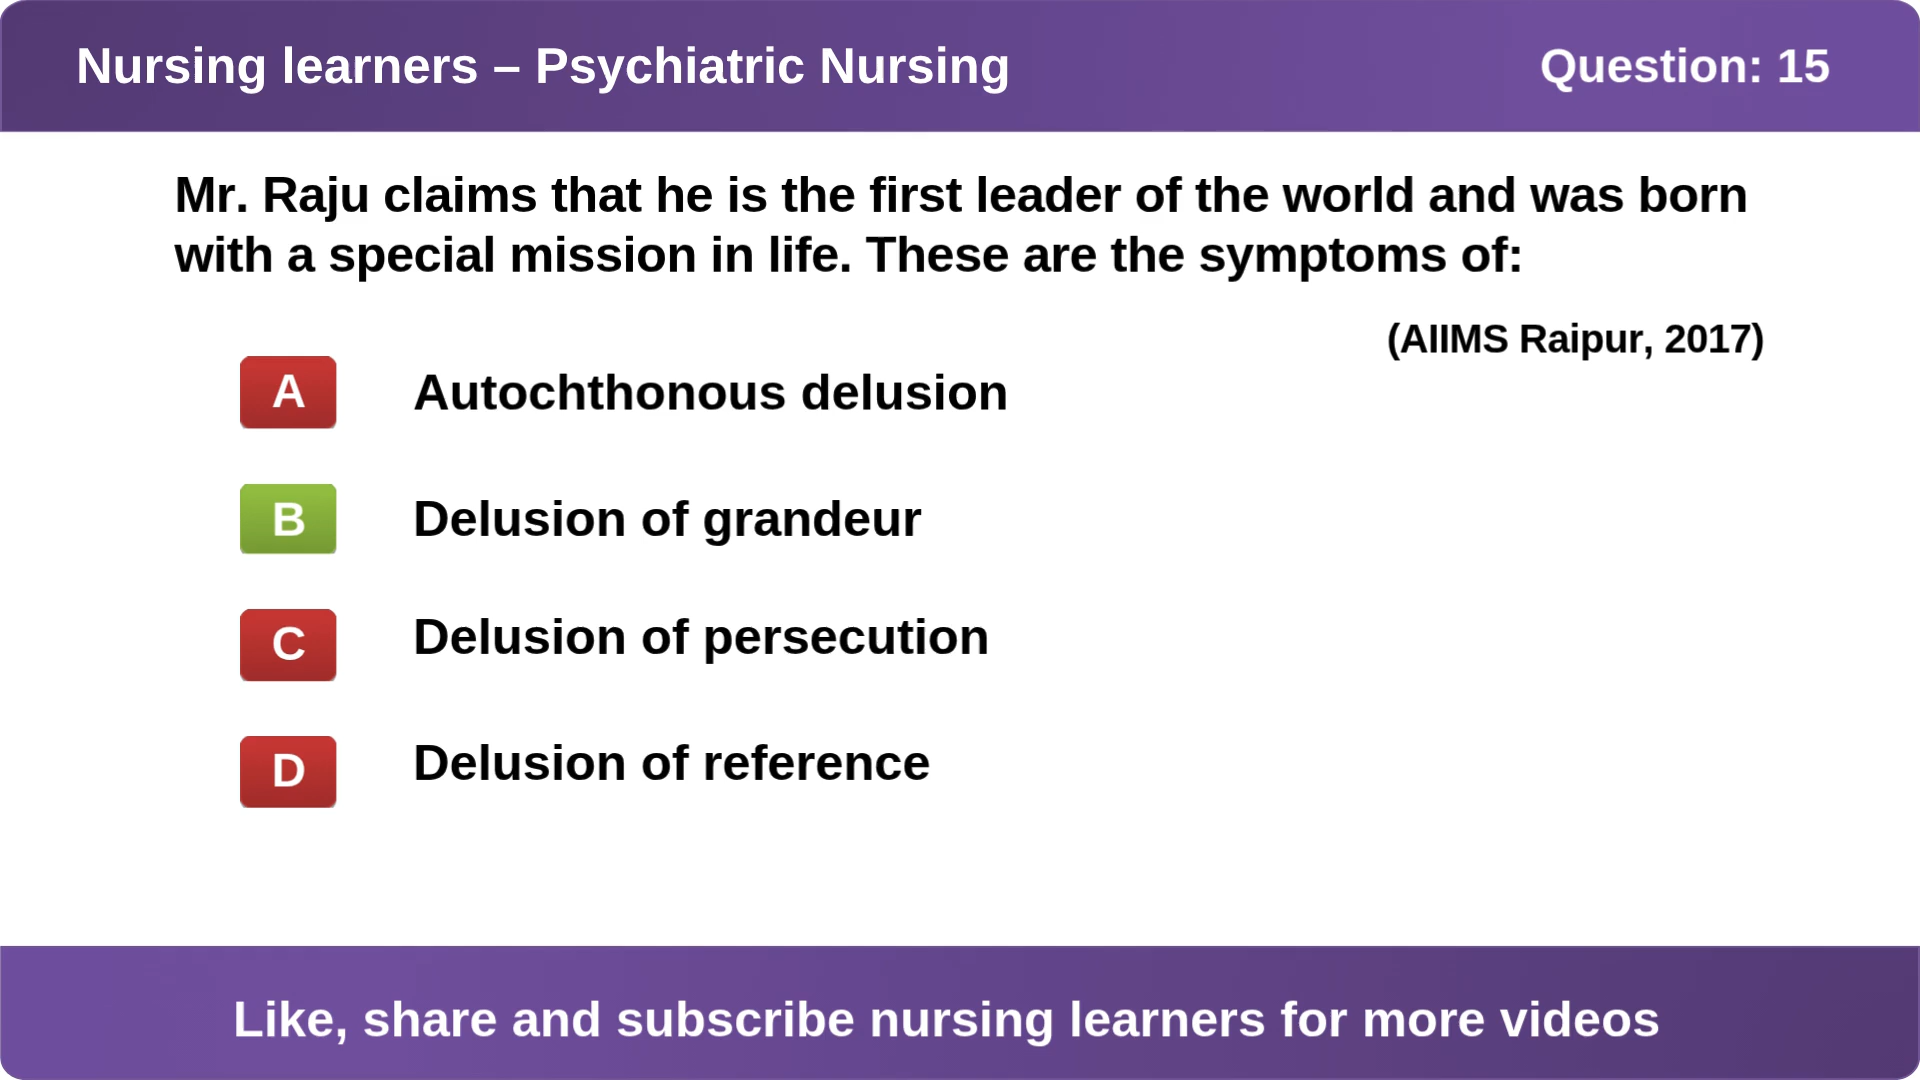 Nursing learners – Psychiatric Nursing
Question: 15
Mr. Raju claims that he is the first leader of the world and was born
with a special mission in life. These are the symptoms of:
(AIIMS Raipur, 2017)
A Autochthonous delusion
B Delusion of grandeur
C Delusion of persecution
D Delusion of reference
Like, share and subscribe nursing learners for more videos